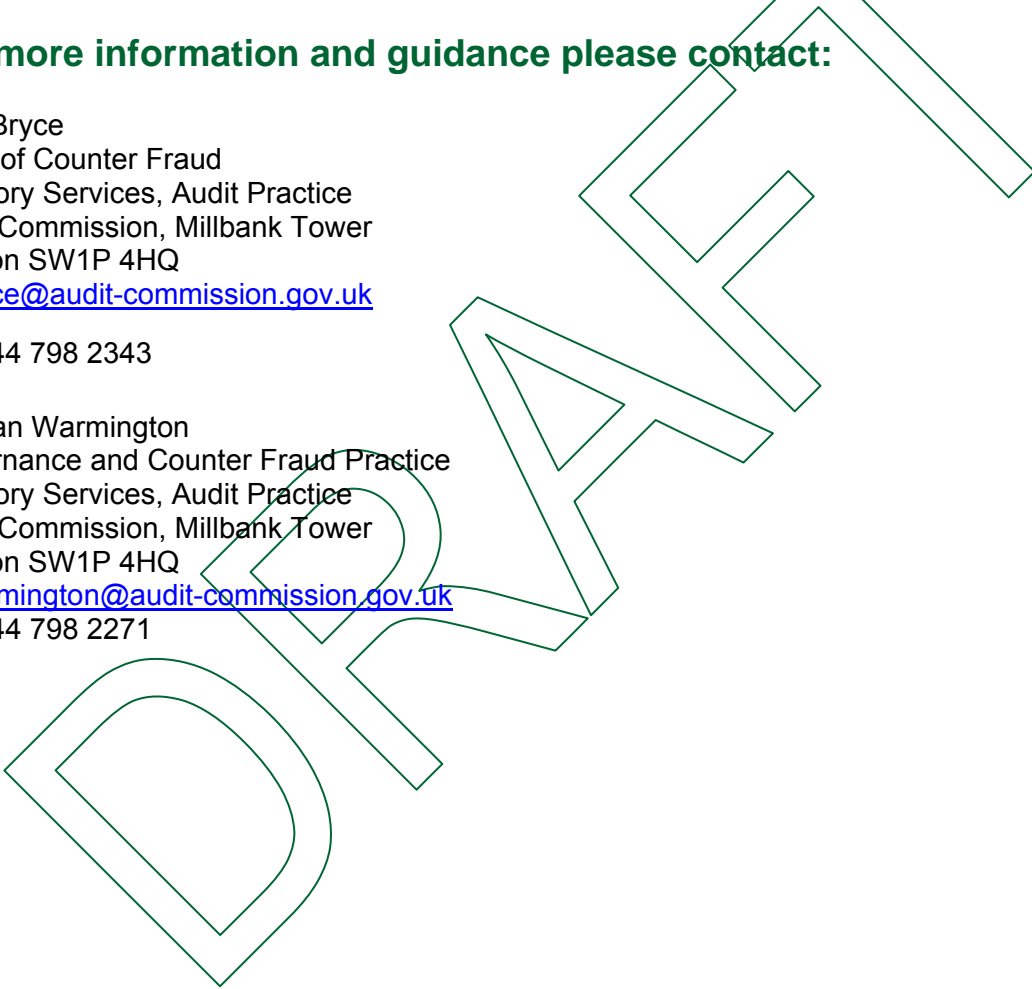 more information and guidance please contact:
Bryce
of Counter Fraud
ory Services, Audit Practice
Commission, Millbank Tower
on SW1P 4HQ
ce@audit-commission.gov.uk
44 798 2343
an Warmington
rnance and Counter Fraud Practice
ory Services, Audit Practice
Commission, Millbank Tower
on SW1P 4HQ
mington@audit-commission.gov.uk
44 798 2271
DRAFT